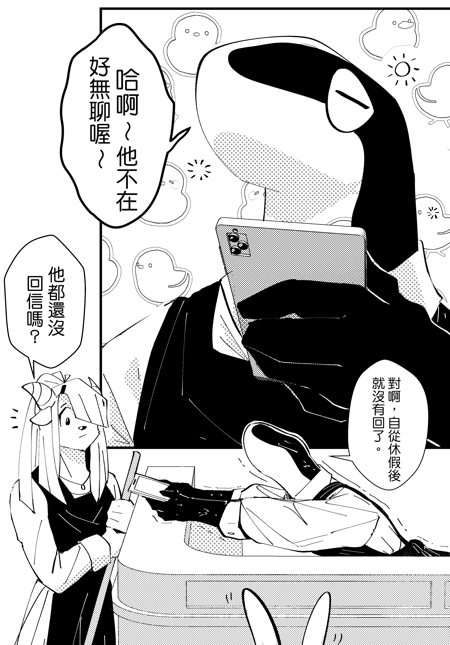 哈啊～他不在
好無聊喔～
他都還沒
回信嗎？
對啊，自從休假後
就沒有回了。